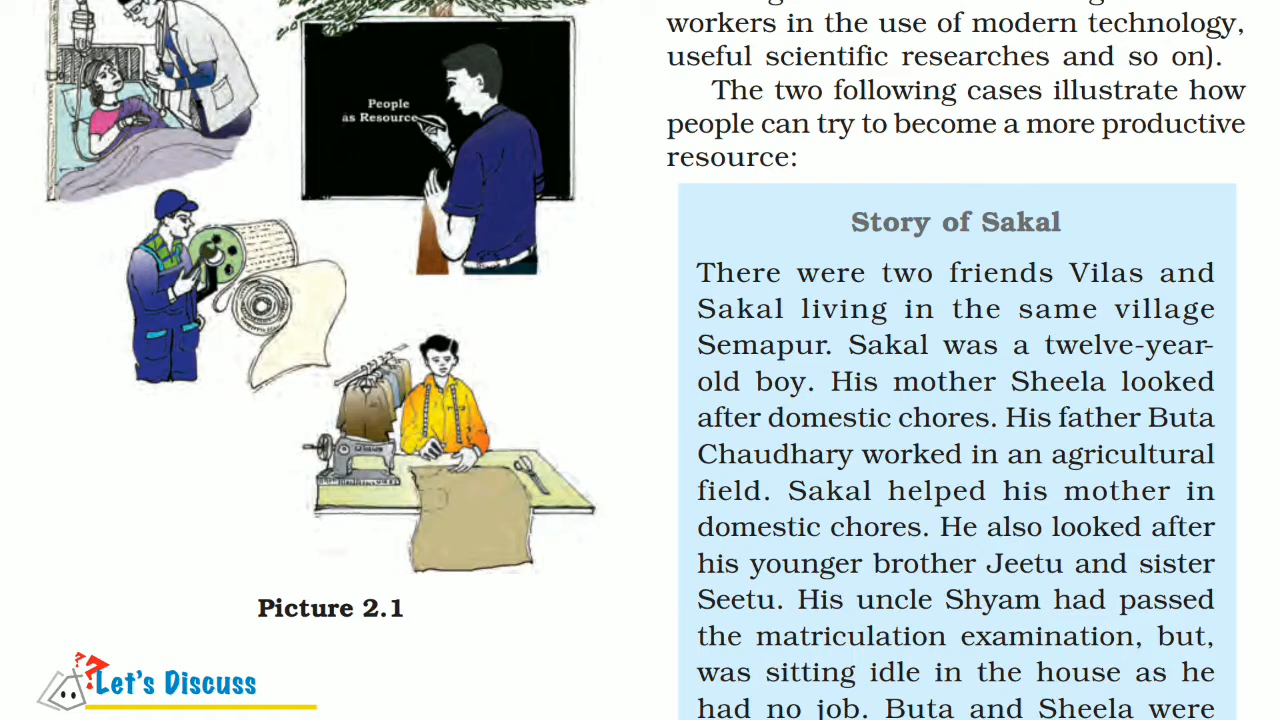 People
as Resource
Picture 2.1
??
?
Let's Discuss
workers in the use of modern technology,
useful scientific researches and so on).
The two following cases illustrate how
people can try to become a more productive
resource:
Story of Sakal
There were two friends Vilas and
Sakal living in the same village
Semapur. Sakal was a twelve-year-
old boy. His mother Sheela looked
after domestic chores. His father Buta
Chaudhary worked in an agricultural
field. Sakal helped his mother in
domestic chores. He also looked after
his younger brother Jeetu and sister
Seetu. His uncle Shyam had passed
the matriculation examination, but,
was sitting idle in the house as he
had no job. Buta and Sheela were